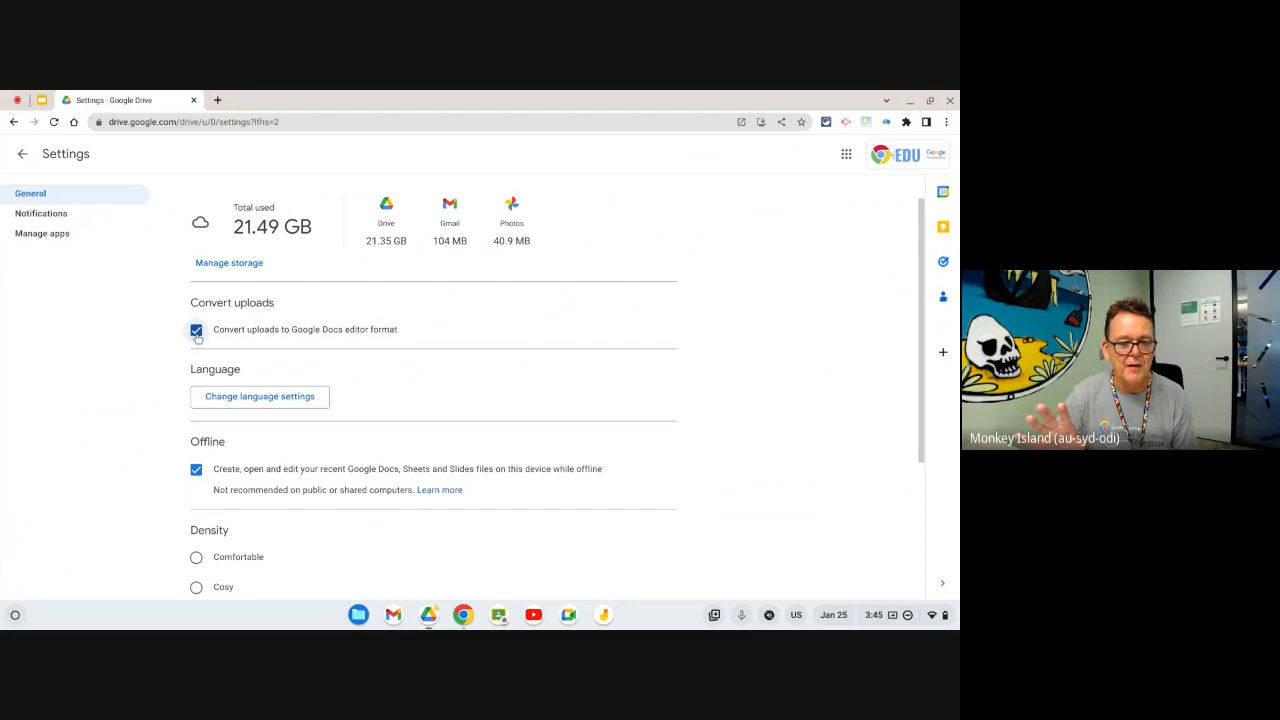 Settings - Google Drive
drive.google.com/drive/u/0/settings?lfhs=2
Settings
EDU
Google
General
Notifications
Manage apps
Total used
21.49 GB
Drive
21.35 GB
Gmail
104 MB
Photos
40.9 MB
Manage storage
Convert uploads
Convert uploads to Google Docs editor format
Language
Change language settings
Offline
Create, open and edit your recent Google Docs, Sheets and Slides files on this device while offline
Not recommended on public or shared computers. Learn more
Density
Comfortable
Cosy
US
Jan 25
3:45
Monkey Island (au-syd-odi)